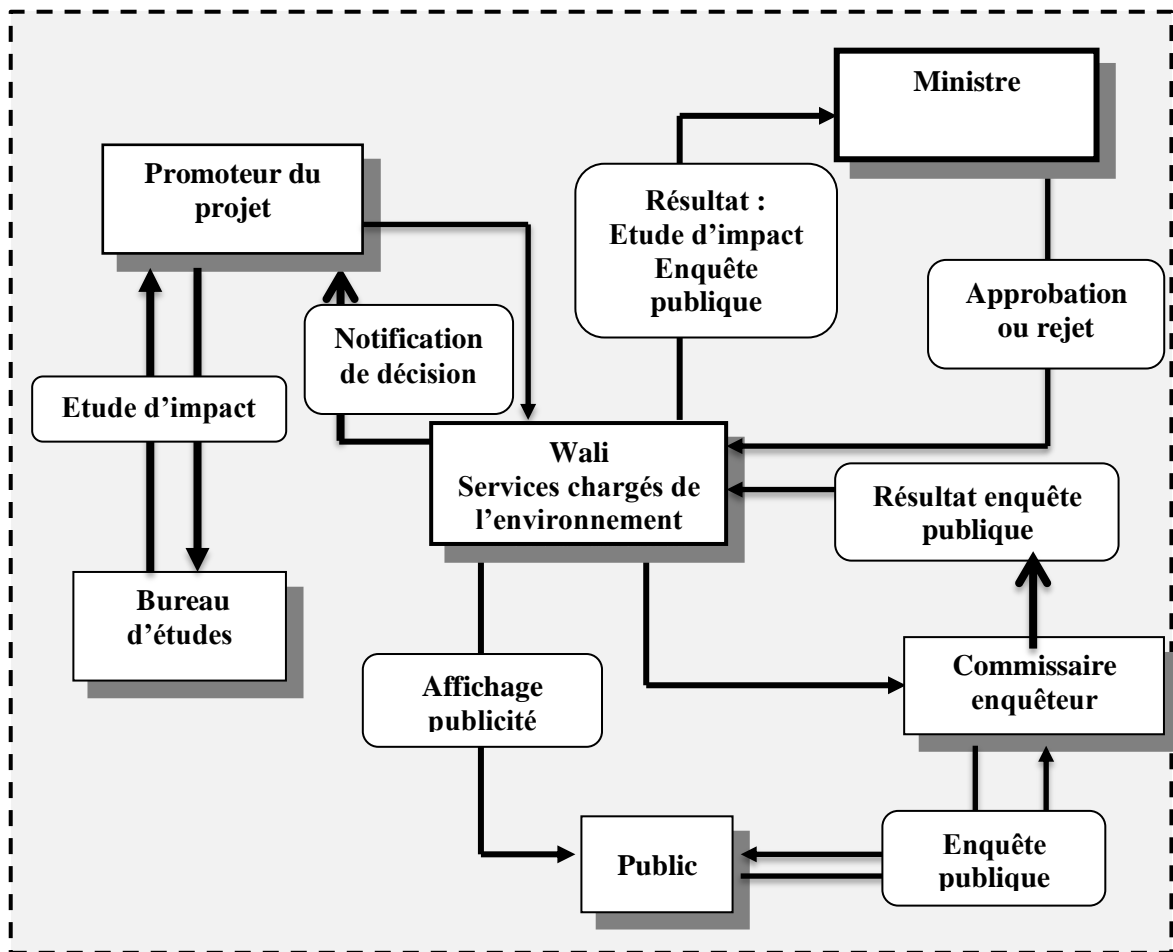 Ministre
Promoteur du
projet
Résultat :
Etude d’impact
Enquête
publique
Approbation
ou rejet
Notification
de décision
Etude d’impact
Wali
Services chargés de
l’environnement
Résultat enquête
publique
Bureau
d’études
Commissaire
enquêteur
Affichage
publicité
Public
Enquête
publique